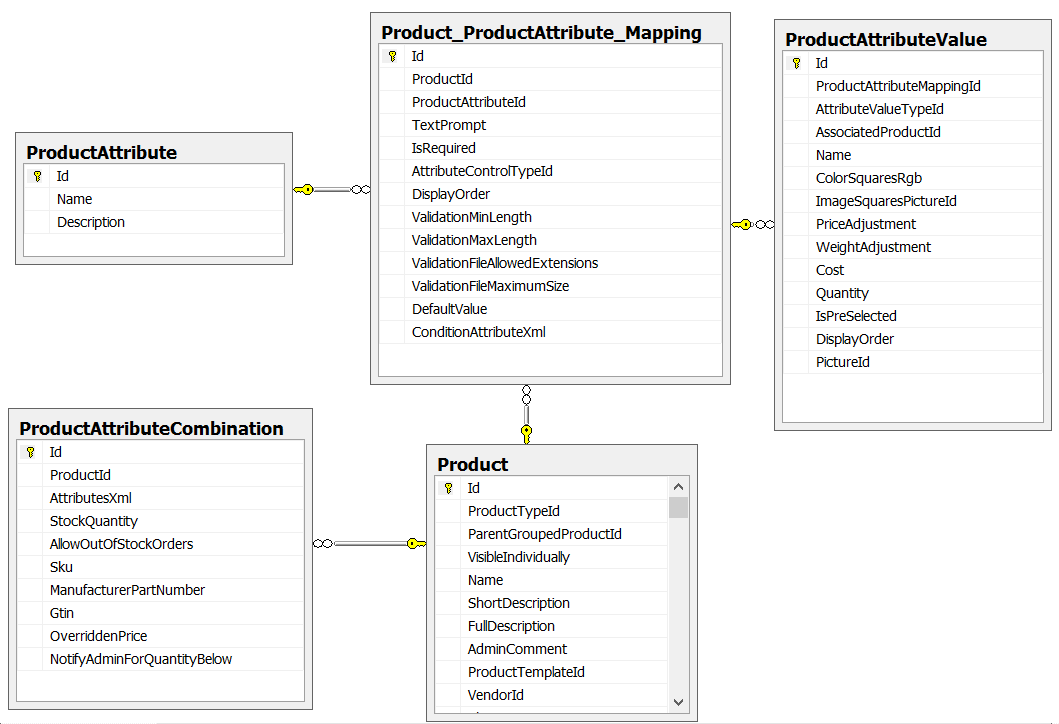 Product_ProductAttribute_Mapping
Id
ProductId
ProductAttributeId
TextPrompt
IsRequired
AttributeControlTypeId
DisplayOrder
ValidationMinLength
ValidationMaxLength
ValidationFileAllowedExtensions
ValidationFileMaximumSize
DefaultValue
ConditionAttributeXml
ProductAttributeValue
Id
ProductAttributeMappingId
AttributeValueTypeId
AssociatedProductId
Name
ColorSquaresRgb
ImageSquaresPictureId
PriceAdjustment
WeightAdjustment
Cost
Quantity
IsPreSelected
DisplayOrder
PictureId
ProductAttribute
Id
Name
Description
ProductAttributeCombination
Id
ProductId
AttributesXml
StockQuantity
AllowOutOfStockOrders
Sku
ManufacturerPartNumber
Gtin
OverriddenPrice
NotifyAdminForQuantityBelow
Product
Id
ProductTypeId
ParentGroupedProductId
VisibleIndividually
Name
ShortDescription
FullDescription
AdminComment
ProductTemplateId
VendorId